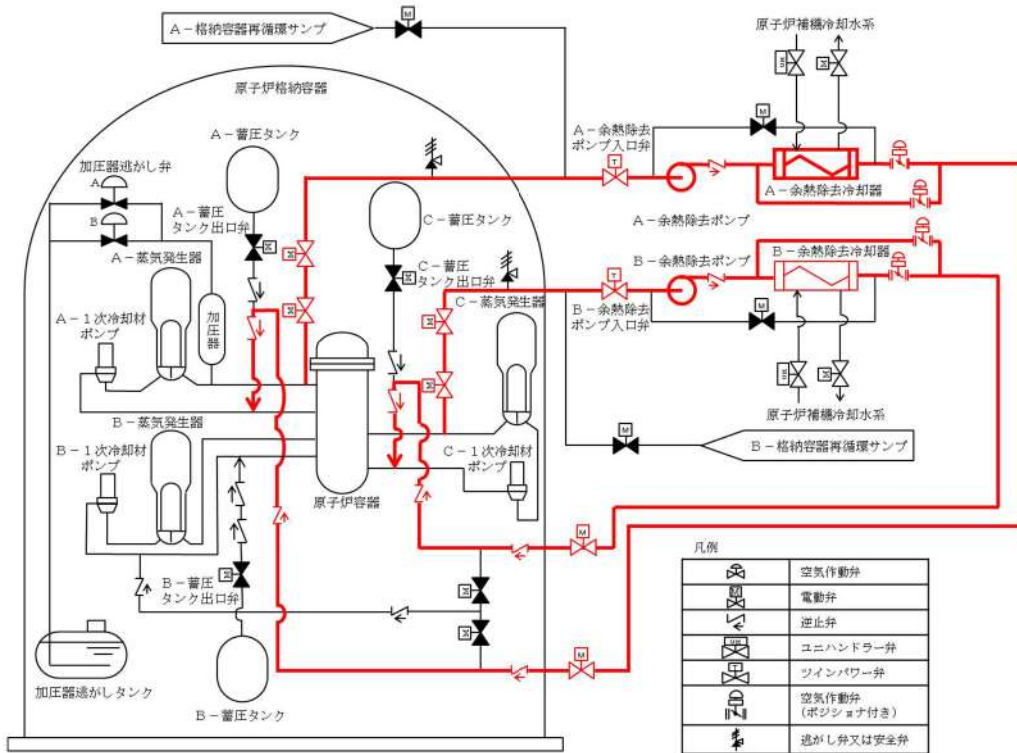 A-格納容器再循環サンプ
M
原子炉補機冷却水系
原子炉格納容器
A-蓄圧タンク
加圧器逃がし弁
A
B
A-蓄圧
タンク出口弁
A-蒸気発生器
A-1次冷却材
ポンプ
加圧器
C-蓄圧タンク
C-蓄圧
タンク出口弁
C-蒸気発生器
A-余熱除去
ポンプ入口弁
T
M
A-余熱除去冷却器
A-余熱除去ポンプ
B-余熱除去ポンプ
B-余熱除去冷却器
T
B-余熱除去
ポンプ入口弁
M
原子炉補機冷却水系
M
B-格納容器再循環サンプ
B-蒸気発生器
B-1次冷却材
ポンプ
原子炉容器
C-1次冷却材
ポンプ
M
B-蓄圧
タンク出口弁
M
加圧器逃がしタンク
B-蓄圧タンク
凡例
空気作動弁
M
電動弁
逆止弁
ユニハンドラー弁
T
ツインパワー弁
空気作動弁
(ポジショナ付き)
逃がし弁又は安全弁